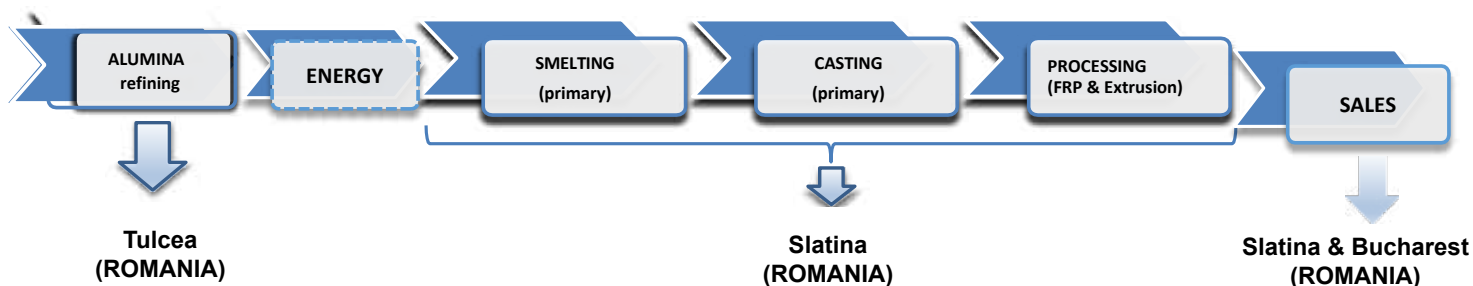 ALUMINA
refining
ENERGY
SMELTING
(primary)
CASTING
(primary)
PROCESSING
(FRP & Extrusion)
SALES
Tulcea
(ROMANIA)
Slatina
(ROMANIA)
Slatina & Bucharest
(ROMANIA)